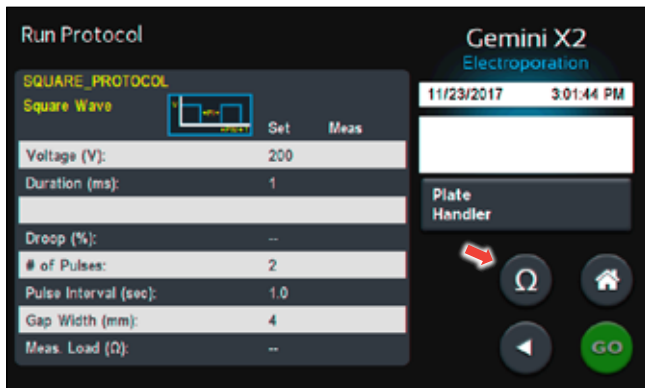 Run Protocol
Gemini X2
Electroporation
SQUARE_PROTOCOL
Square Wave
Set Meas
11/23/2017 3:01:44 PM
Voltage (V): 200
Duration (ms): 1
Plate
Handler
Droop (%): --
# of Pulses: 2
Pulse Interval (sec): 1.0
Gap Width (mm): 4
Meas. Load (Ω): --
Ω
GO